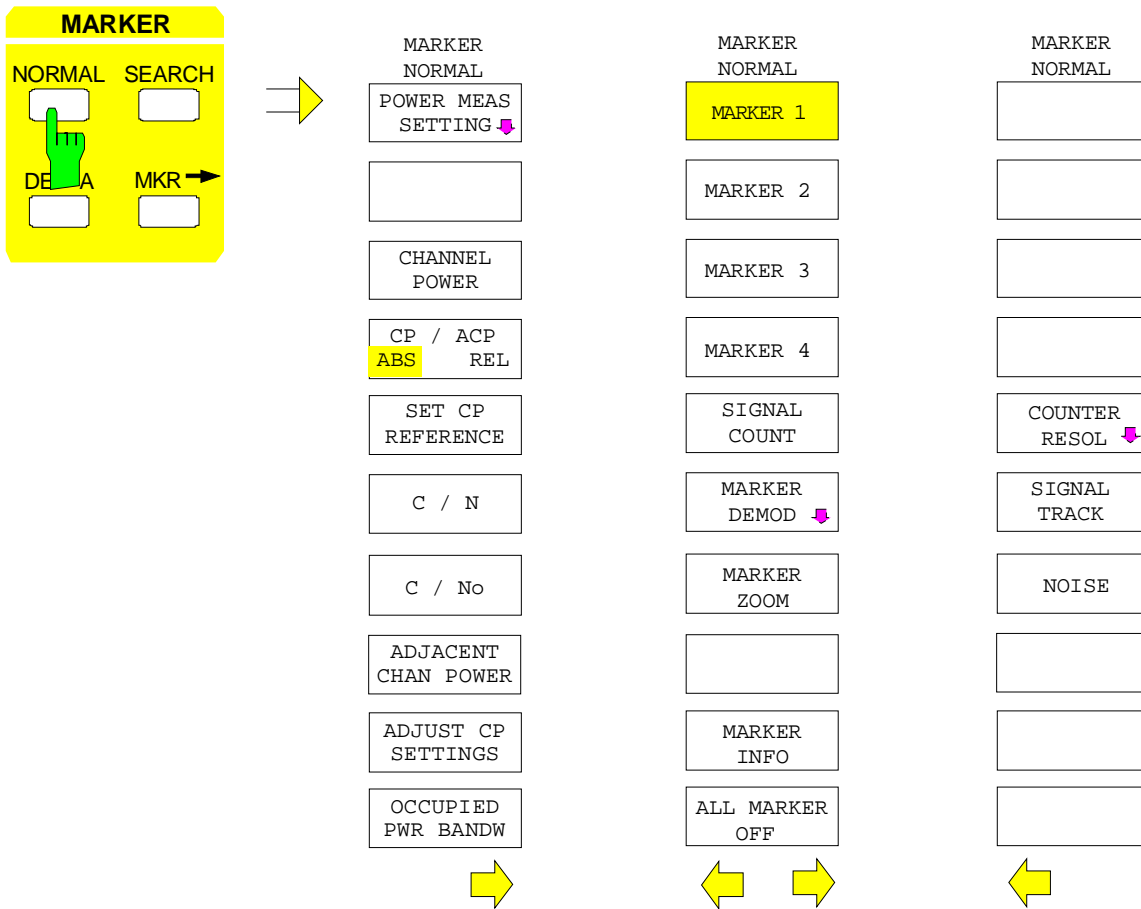 MARKER
NORMAL SEARCH
DE A MKR
MARKER
NORMAL
POWER MEAS
SETTING
CHANNEL
POWER
CP / ACP
ABS REL
SET CP
REFERENCE
C / N
C / No
ADJACENT
CHAN POWER
ADJUST CP
SETTINGS
OCCUPIED
PWR BANDW
MARKER
NORMAL
MARKER 1
MARKER 2
MARKER 3
MARKER 4
SIGNAL
COUNT
MARKER
DEMOD
MARKER
ZOOM
MARKER
INFO
ALL MARKER
OFF
MARKER
NORMAL
COUNTER
RESOL
SIGNAL
TRACK
NOISE